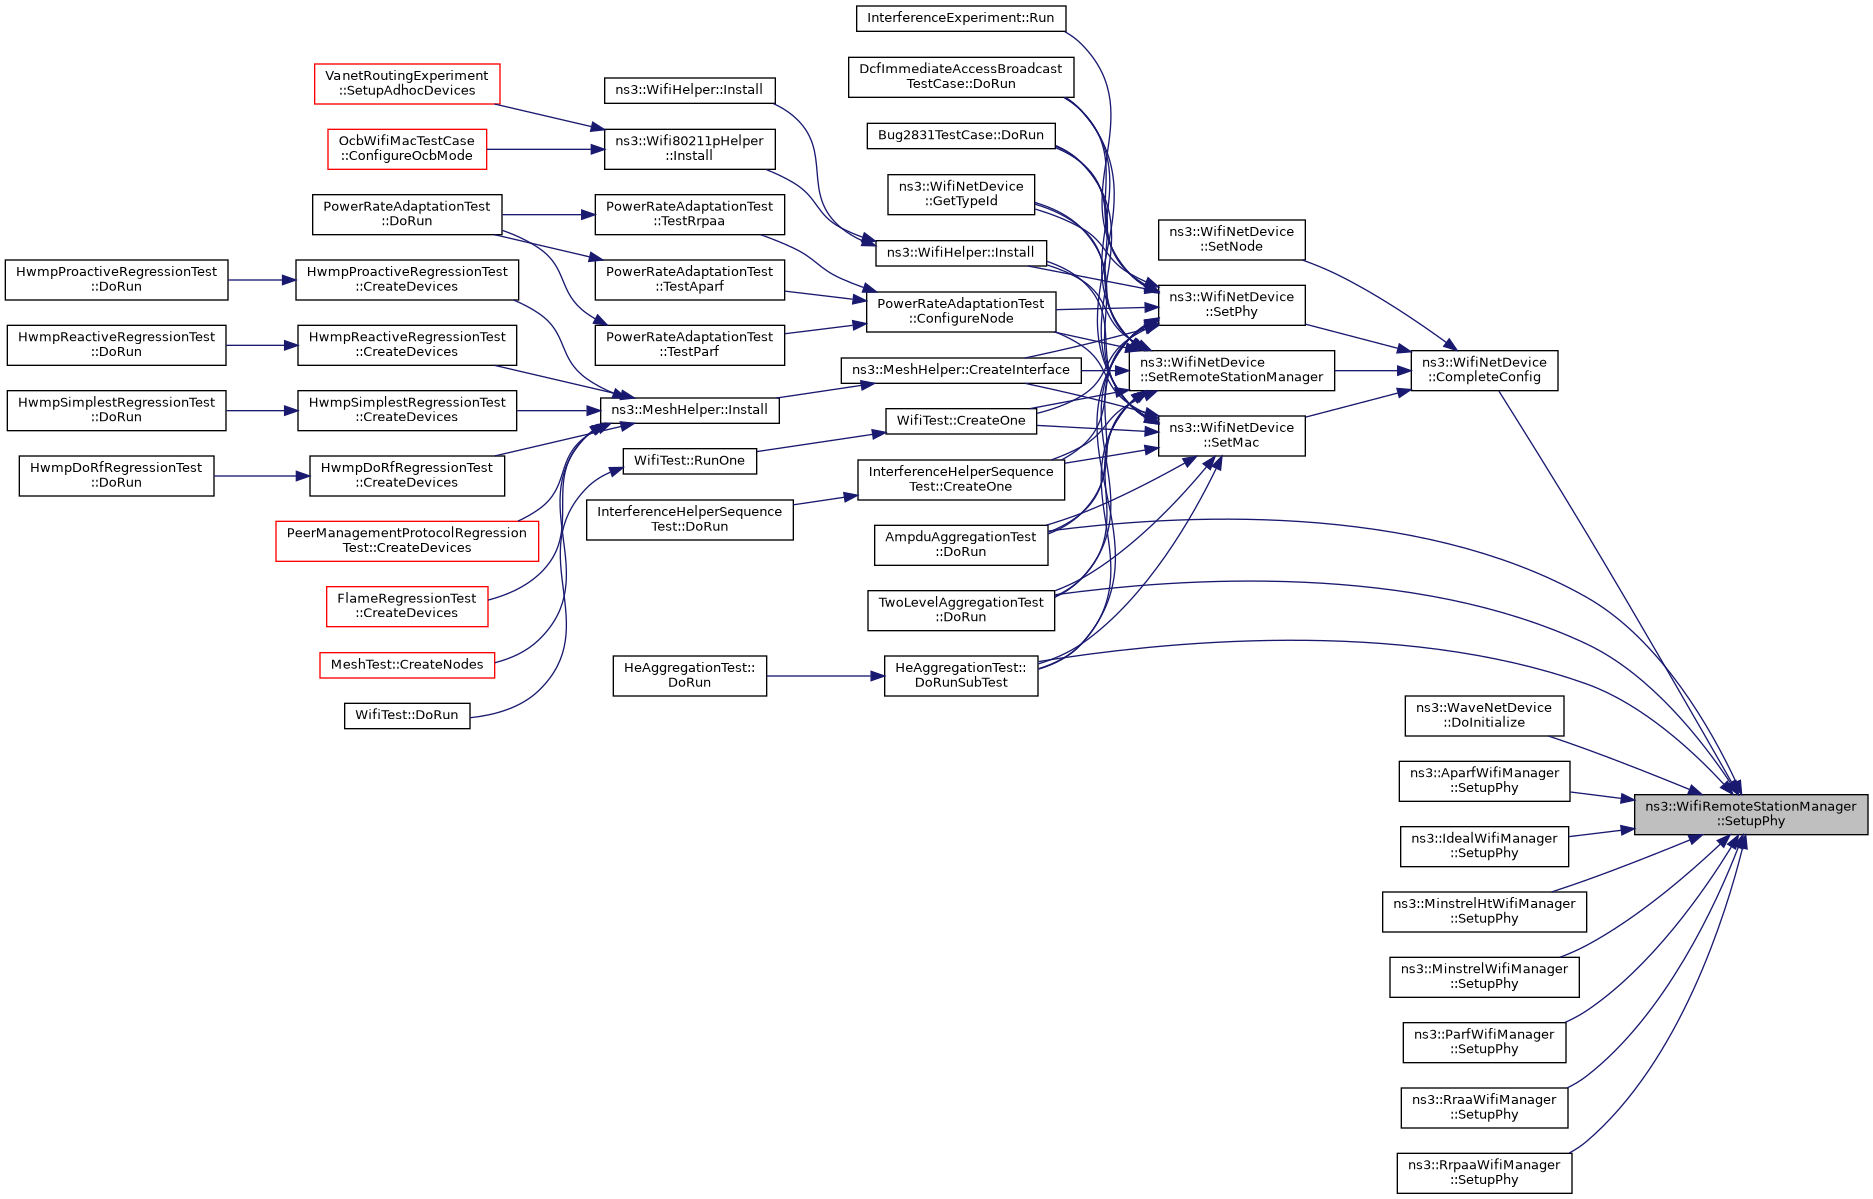 InterferenceExperiment::Run
DcfImmediateAccessBroadcast
TestCase::DoRun
Bug2831TestCase::DoRun
ns3::WifiNetDevice
::GetTypeId
ns3::WifiHelper::Install
PowerRateAdaptationTest
::ConfigureNode
ns3::MeshHelper::CreateInterface
WifiTest::CreateOne
InterferenceHelperSequence
Test::CreateOne
AmpduAggregationTest
::DoRun
TwoLevelAggregationTest
::DoRun
HeAggregationTest::
DoRunSubTest
VanetRoutingExperiment
::SetupAdhocDevices
OcbWifiMacTestCase
::ConfigureOcbMode
PowerRateAdaptationTest
::DoRun
HwmpProactiveRegressionTest
::DoRun
HwmpProactiveRegressionTest
::CreateDevices
HwmpReactiveRegressionTest
::DoRun
HwmpReactiveRegressionTest
::CreateDevices
HwmpSimplestRegressionTest
::DoRun
HwmpSimplestRegressionTest
::CreateDevices
HwmpDoRfRegressionTest
::DoRun
HwmpDoRfRegressionTest
::CreateDevices
PeerManagementProtocolRegression
Test::CreateDevices
FlameRegressionTest
::CreateDevices
MeshTest::CreateNodes
WifiTest::DoRun
ns3::WifiHelper::Install
ns3::Wifi80211pHelper
::Install
PowerRateAdaptationTest
::TestRrpaa
PowerRateAdaptationTest
::TestAparf
PowerRateAdaptationTest
::TestParf
ns3::MeshHelper::Install
WifiTest::RunOne
InterferenceHelperSequence
Test::DoRun
HeAggregationTest::
DoRun
ns3::WifiNetDevice
::SetNode
ns3::WifiNetDevice
::SetPhy
ns3::WifiNetDevice
::SetRemoteStationManager
ns3::WifiNetDevice
::SetMac
ns3::WifiNetDevice
::CompleteConfig
ns3::WaveNetDevice
::DoInitialize
ns3::AparfWifiManager
::SetupPhy
ns3::IdealWifiManager
::SetupPhy
ns3::MinstrelHtWifiManager
::SetupPhy
ns3::MinstrelWifiManager
::SetupPhy
ns3::ParfWifiManager
::SetupPhy
ns3::RraaWifiManager
::SetupPhy
ns3::RrpaaWifiManager
::SetupPhy
ns3::WifiRemoteStationManager
::SetupPhy